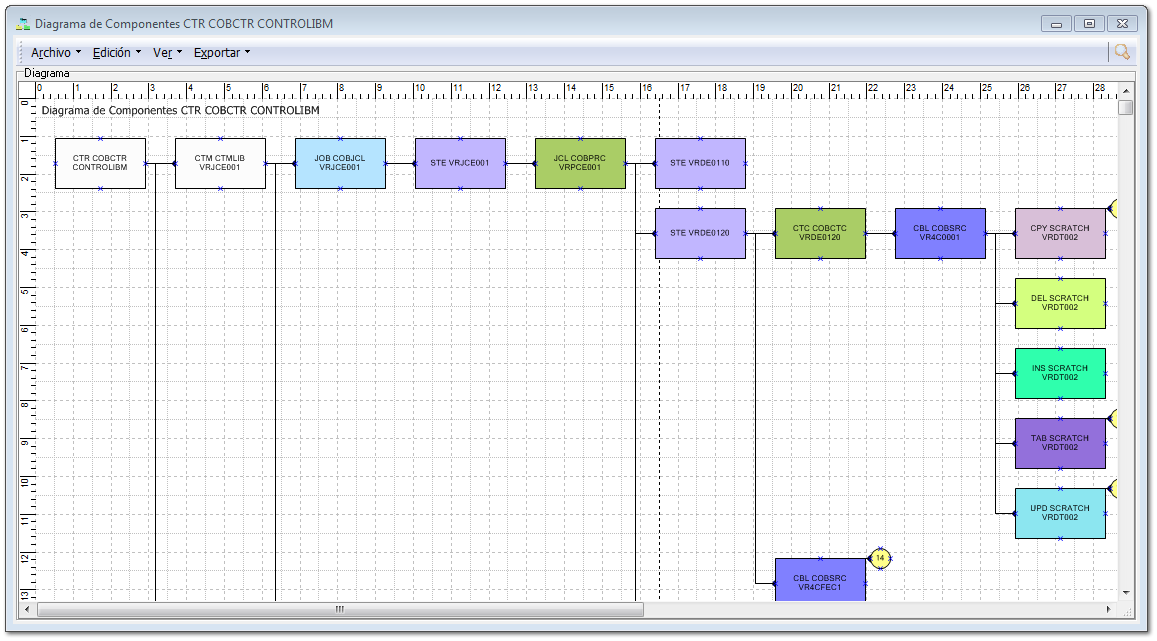 Diagrama de Componentes CTR COBCTR CONTROLIBM
Archivo Edición Ver Exportar
Diagrama
0 1 2 3 4 5 6 7 8 9 10 11 12 13 14 15 16 17 18 19 20 21 22 23 24 25 26 27 28
0
Diagrama de Componentes CTR COBCTR CONTROLIBM
1
CTR COBCTR
CONTROLIBM
CTM CTMLIB
VRJCE001
JOB COBJCL
VRJCE001
STE VRJCE001
JCL COBPRC
VRPCE001
STE VRDE0110
2
3
STE VRDE0120
CTC COBCTC
VRDE0120
CBL COBSRC
VR4C0001
CPY SCRATCH
VRDT002
4
5
DEL SCRATCH
VRDT002
6
7
INS SCRATCH
VRDT002
8
9
TAB SCRATCH
VRDT002
10
11
UPD SCRATCH
VRDT002
12
14
CBL COBSRC
VR4CFEC1
13